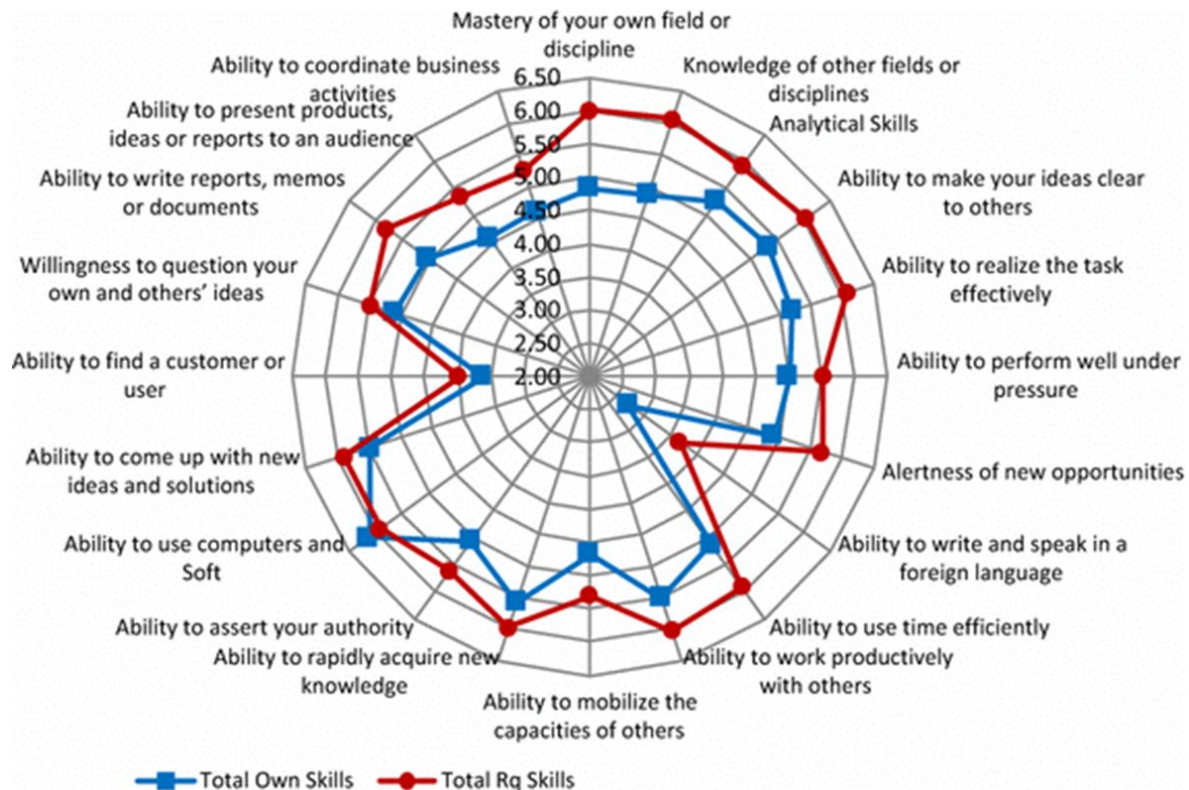 Mastery of your own field or
discipline
Knowledge of other fields or
disciplines
Analytical Skills
Ability to make your ideas clear
to others
Ability to realize the task
effectively
Ability to perform well under
pressure
Alertness of new opportunities
Ability to write and speak in a
foreign language
Ability to use time efficiently
Ability to work productively
with others
Ability to mobilize the
capacities of others
Ability to rapidly acquire new
knowledge
Ability to assert your authority
Ability to use computers and
Soft
Ability to come up with new
ideas and solutions
Ability to find a customer or
user
Willingness to question your
own and others’ ideas
Ability to write reports, memos
or documents
Ability to present products,
ideas or reports to an audience
Ability to coordinate business
activities
6.50
6.00
5.50
5.00
4.50
4.00
3.50
3.00
2.50
2.00
Total Own Skills
Total Rq Skills